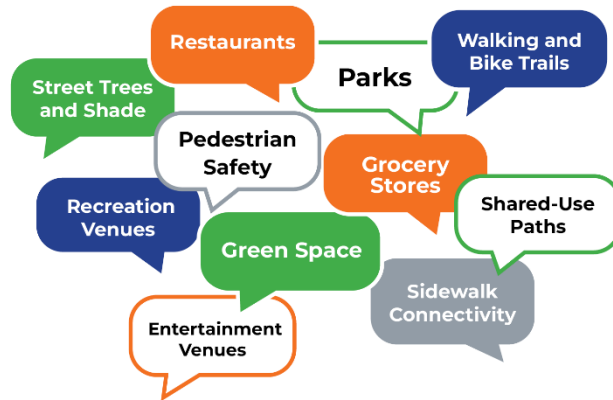 Restaurants
Walking and
Bike Trails
Parks
Street Trees
and Shade
Pedestrian
Safety
Grocery
Stores
Recreation
Venues
Shared-Use
Paths
Green Space
Sidewalk
Connectivity
Entertainment
Venues